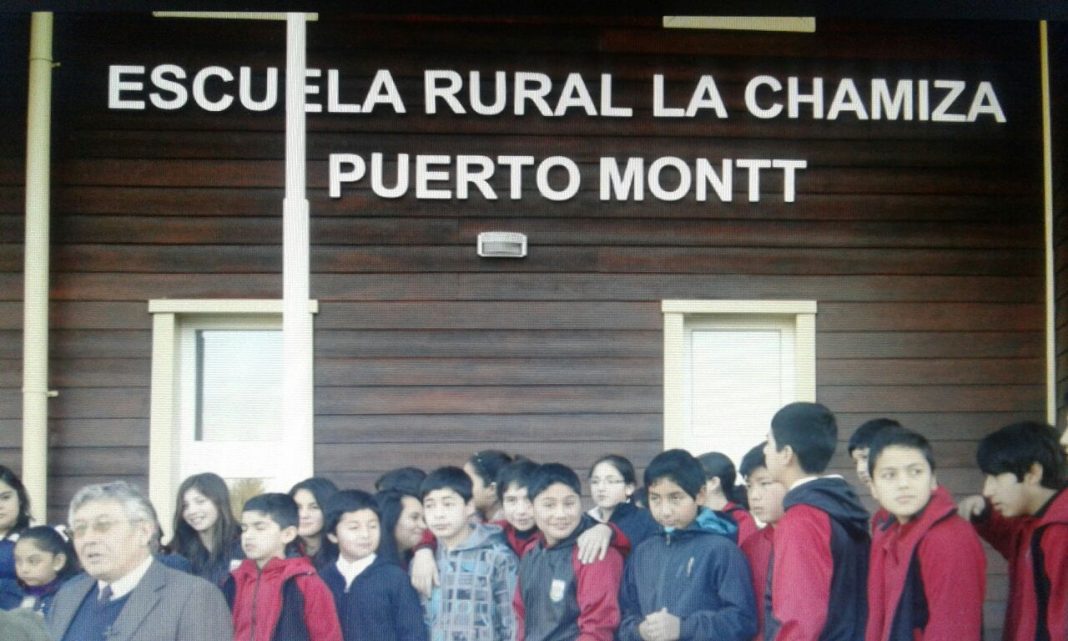 ESCUELA RURAL LA CHAMIZA
PUERTO MONTT